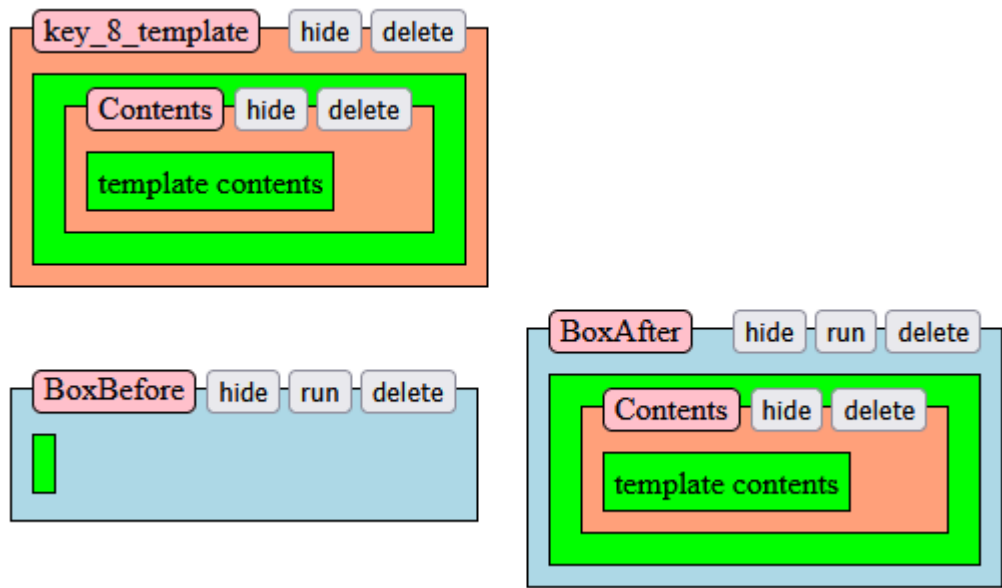 key_8_template hide delete
Contents hide delete
template contents
BoxBefore hide run delete
BoxAfter hide run delete
Contents hide delete
template contents